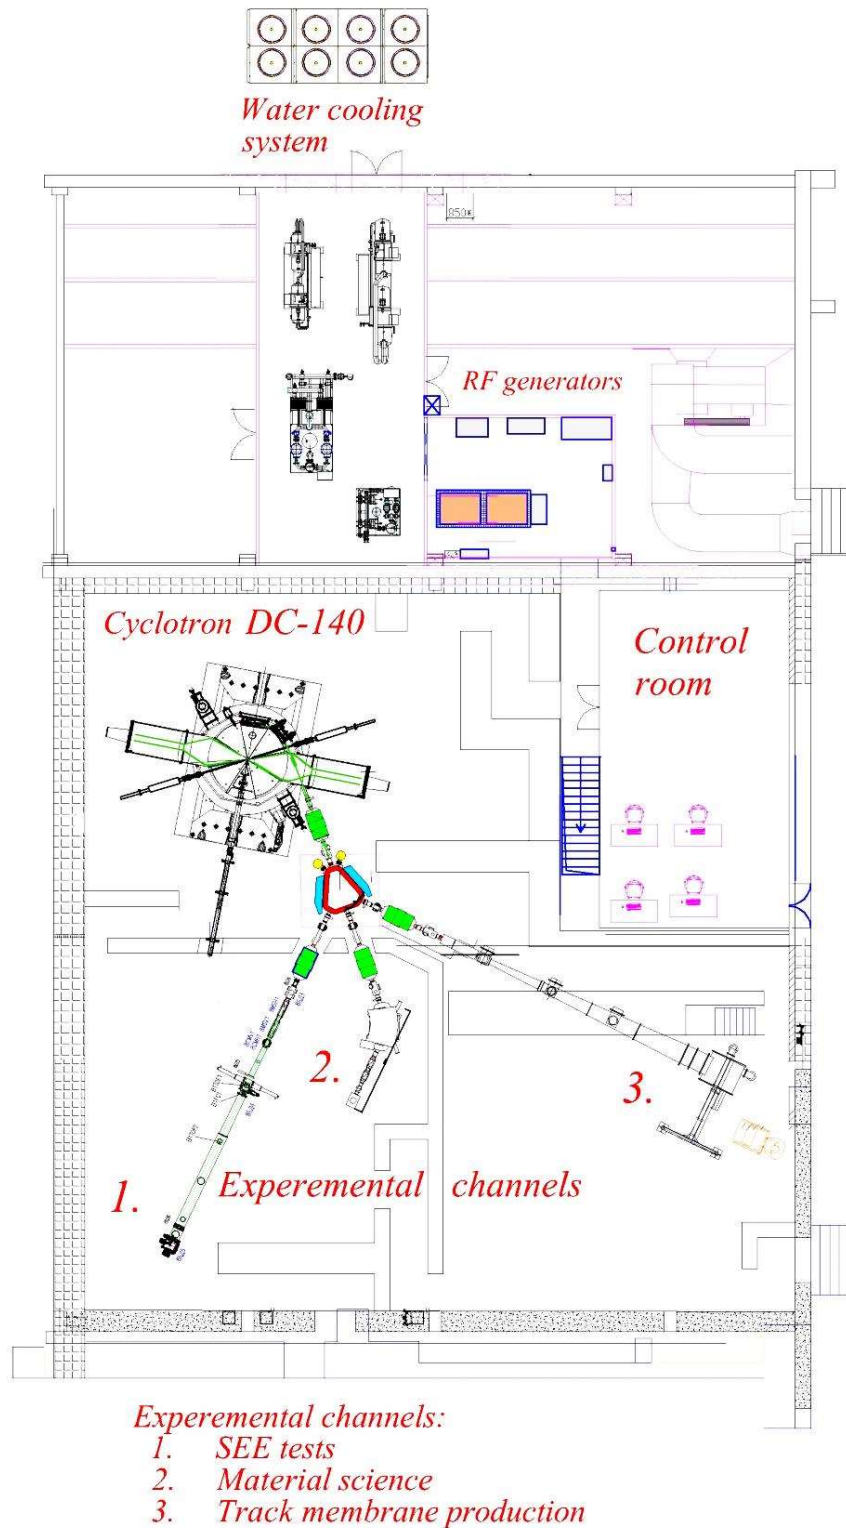 Water cooling
system
850*
RF generators
Cyclotron DC-140
Control
room
2.
3.
1.
Experemental channels
Experemental channels:
1. SEE tests
2. Material science
3. Track membrane production